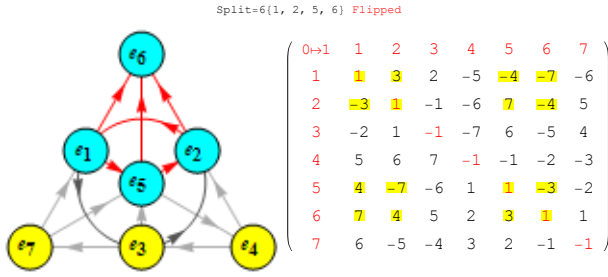 Split=6{1, 2, 5, 6} Flipped
e6
e1
e2
e5
e7
e3
e4
0↦1 1 2 3 4 5 6 7
1 1 3 2 −5 −4 −7 −6
2 −3 1 −1 −6 7 −4 5
3 −2 1 −1 −7 6 −5 4
4 5 6 7 −1 −1 −2 −3
5 4 −7 −6 1 1 −3 −2
6 7 4 5 2 3 1 1
7 6 −5 −4 3 2 −1 −1